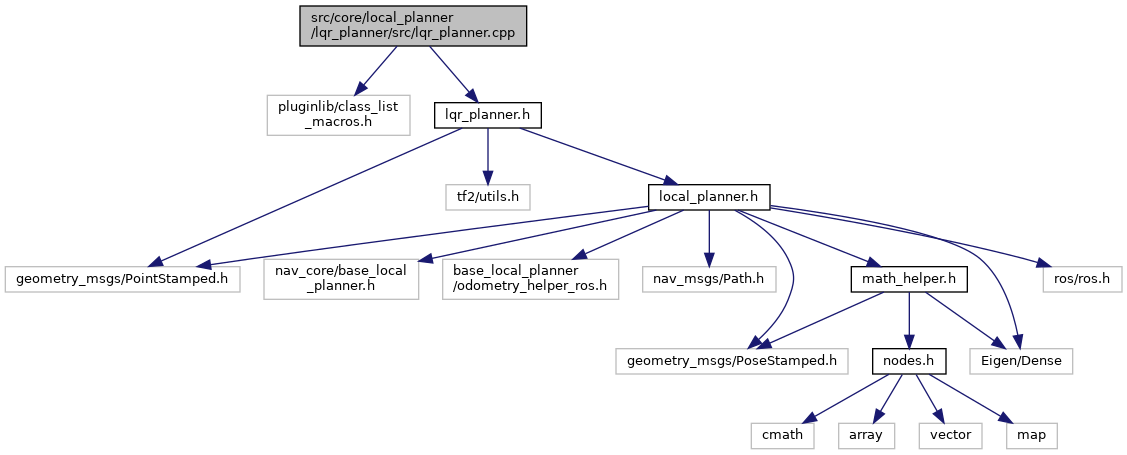 src/core/local_planner
/lqr_planner/src/lqr_planner.cpp
pluginlib/class_list
_macros.h
lqr_planner.h
tf2/utils.h
local_planner.h
geometry_msgs/PointStamped.h
nav_core/base_local
_planner.h
base_local_planner
/odometry_helper_ros.h
nav_msgs/Path.h
math_helper.h
ros/ros.h
geometry_msgs/PoseStamped.h
nodes.h
Eigen/Dense
cmath
array
vector
map